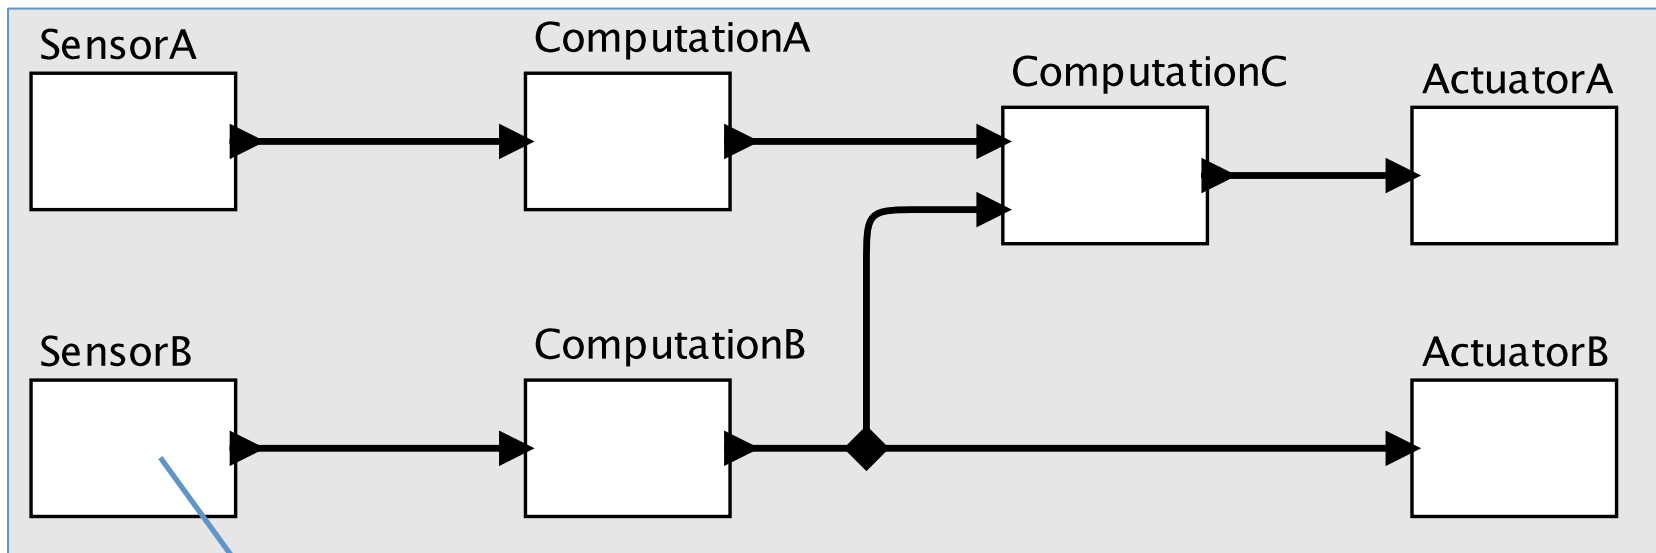 SensorA
ComputationA
ComputationC
ActuatorA
SensorB
ComputationB
ActuatorB